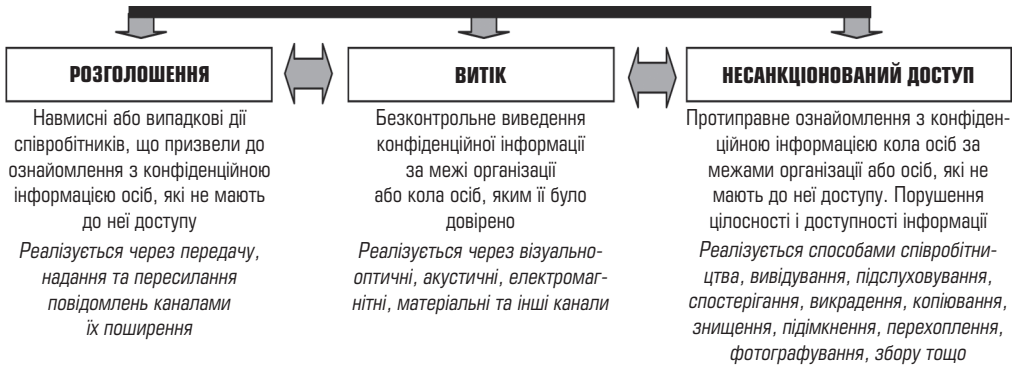 РОЗГОЛОШЕННЯ
Навмисні або випадкові дії
співробітників, що призвели до
ознайомлення з конфіденційною
інформацією осіб, які не мають
до неї доступу
Реалізується через передачу,
надання та пересилання
повідомлень каналами
їх поширення
ВИТІК
Безконтрольне виведення
конфіденційної інформації
за межі організації
або кола осіб, яким її було
довірено
Реалізується через візуально-
оптичні, акустичні, електромаг-
нітні, матеріальні та інші канали
НЕСАНКЦІОНОВАНИЙ ДОСТУП
Протиправне ознайомлення з конфіден-
ційною інформацією кола осіб за
межами організації або осіб, які не
мають до неї доступу. Порушення
цілосності і доступності інформації
Реалізується способами співробітни-
цтва, вивідування, підслуховування,
спостерігання, викрадення, копіювання,
знищення, підімкнення, перехоплення,
фотографування, збору тощо